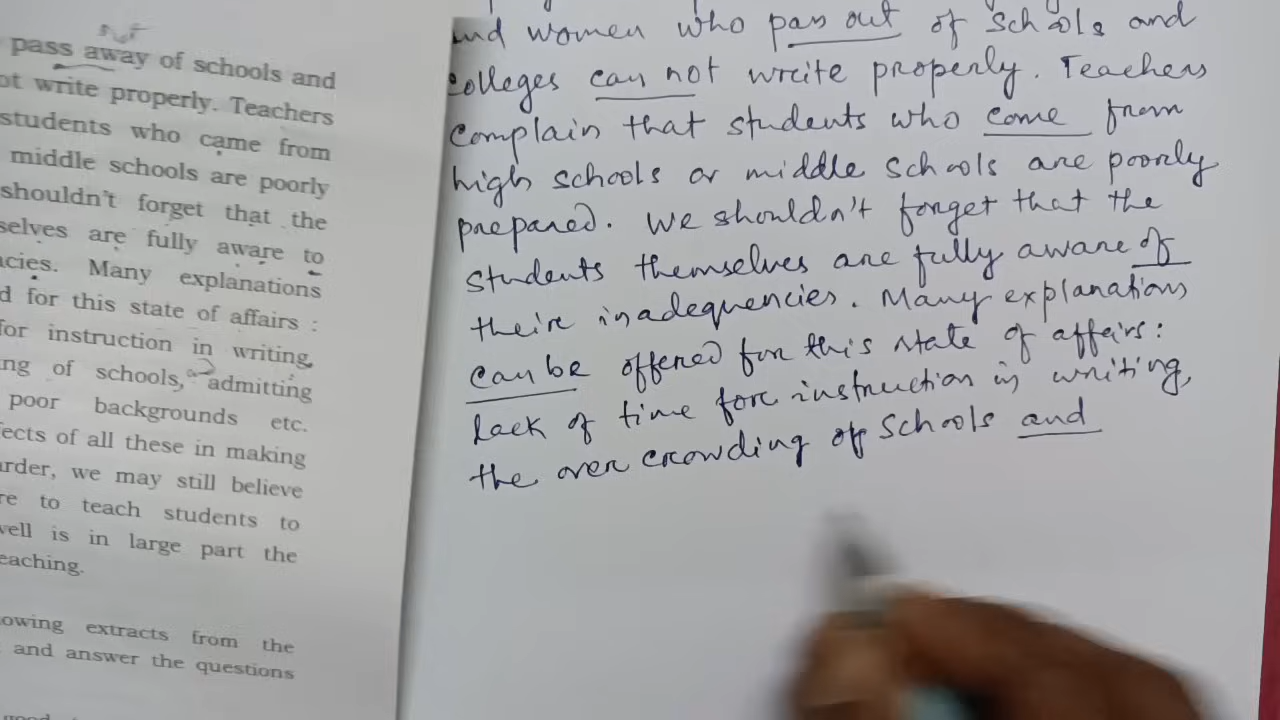 out
pass away of schools and
ot write properly. Teachers
students who came from
middle schools are poorly
shouldn't forget that the
selves are fully aware to
cies. Many explanations
d for this state of affairs :
for instruction in writing,
ng of schools, admitting
poor backgrounds etc.
ects of all these in making
arder, we may still believe
re to teach students to
well is in large part the
eaching.
owing extracts from the
and answer the questions
and women who pass out of schools and
colleges can not write properly. Teachers
complain that students who come from
high schools or middle schools are poorly
prepared. We shouldn't forget that the
students themselves are fully aware of
their inadequencies. Many explanations
can be offered for this state of affairs:
lack of time for instruction in writing,
the over crowding of schools and